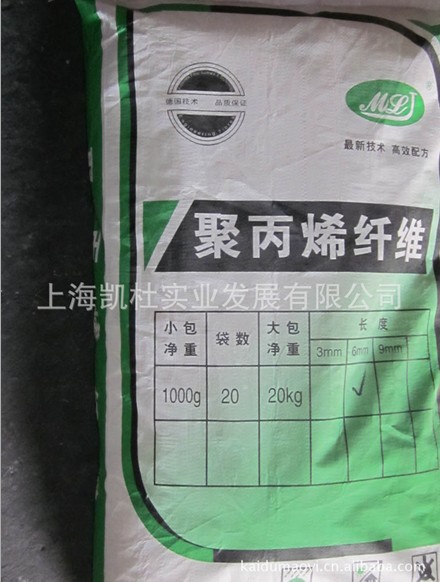 德国技术 品质保证
MLJ
最新技术 高效配方
聚丙烯纤维
上海凯杜实业发展有限公司
小包净重 袋数 大包净重 长度
3mm 6mm 9mm
1000g 20 20kg ✓
kaidumaoyi.cn.alibaba.com